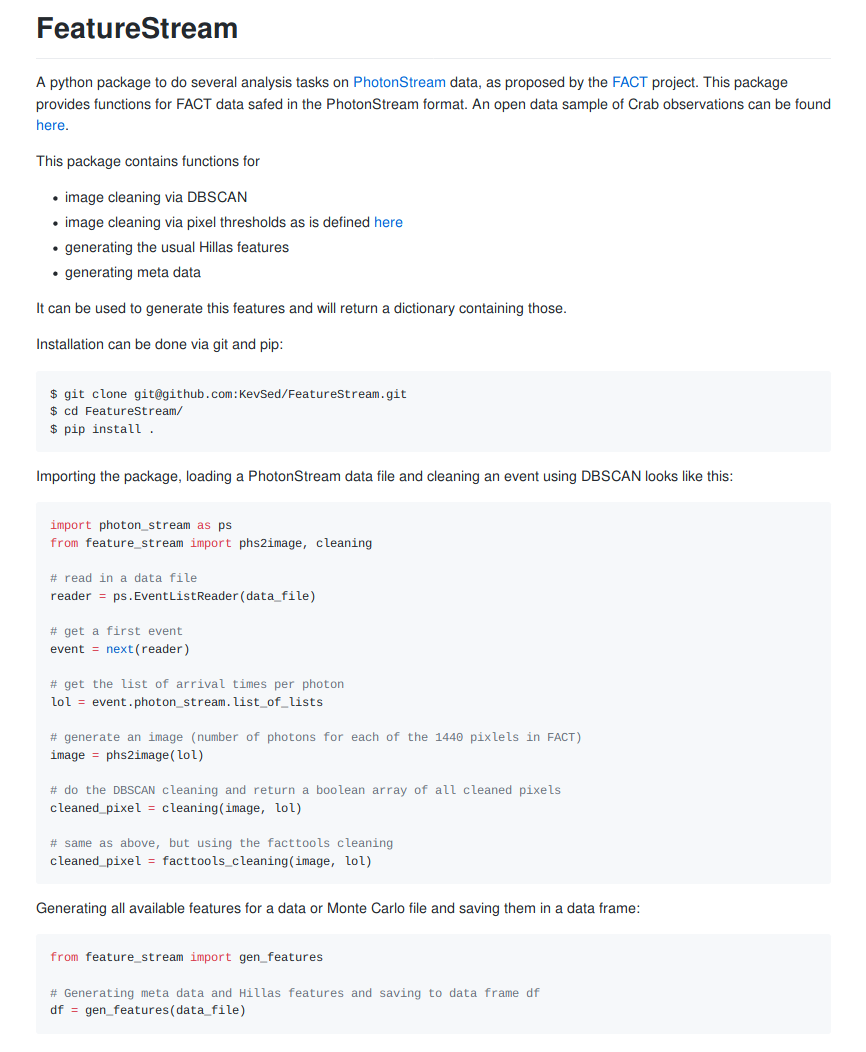 FeatureStream
A python package to do several analysis tasks on PhotonStream data, as proposed by the FACT project. This package
provides functions for FACT data safed in the PhotonStream format. An open data sample of Crab observations can be found
here.
This package contains functions for
• image cleaning via DBSCAN
• image cleaning via pixel thresholds as is defined here
• generating the usual Hillas features
• generating meta data
It can be used to generate this features and will return a dictionary containing those.
Installation can be done via git and pip:
$ git clone git@github.com:KevSed/FeatureStream.git
$ cd FeatureStream/
$ pip install .
Importing the package, loading a PhotonStream data file and cleaning an event using DBSCAN looks like this:
import photon_stream as ps
from feature_stream import phs2image, cleaning
# read in a data file
reader = ps.EventListReader(data_file)
# get a first event
event = next(reader)
# get the list of arrival times per photon
lol = event.photon_stream.list_of_lists
# generate an image (number of photons for each of the 1440 pixlels in FACT)
image = phs2image(lol)
# do the DBSCAN cleaning and return a boolean array of all cleaned pixels
cleaned_pixel = cleaning(image, lol)
# same as above, but using the facttools cleaning
cleaned_pixel = facttools_cleaning(image, lol)
Generating all available features for a data or Monte Carlo file and saving them in a data frame:
from feature_stream import gen_features
# Generating meta data and Hillas features and saving to data frame df
df = gen_features(data_file)